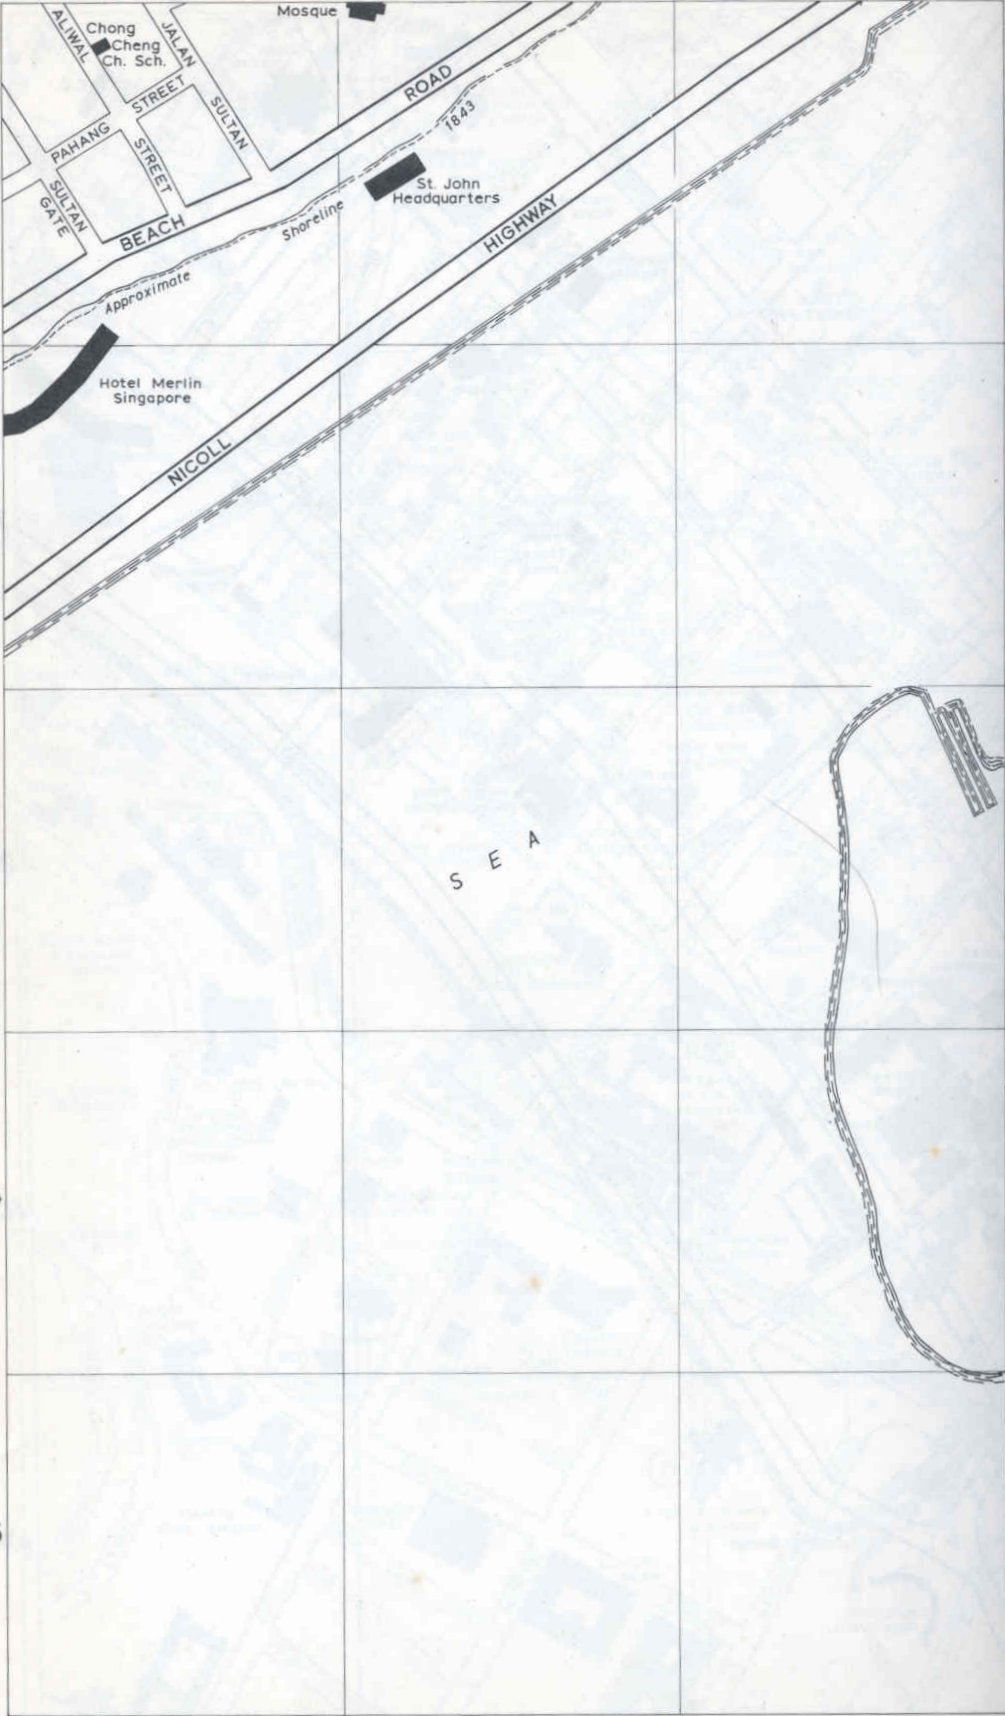 Mosque
Chong
Cheng
Ch. Sch.
ALIWAL
STREET
JALAN
SULTAN
PAHANG
STREET
SULTAN
GATE
BEACH
ROAD
Approximate
Shoreline
1843
St. John
Headquarters
Hotel Merlin
Singapore
NICOLL
HIGHWAY
SEA